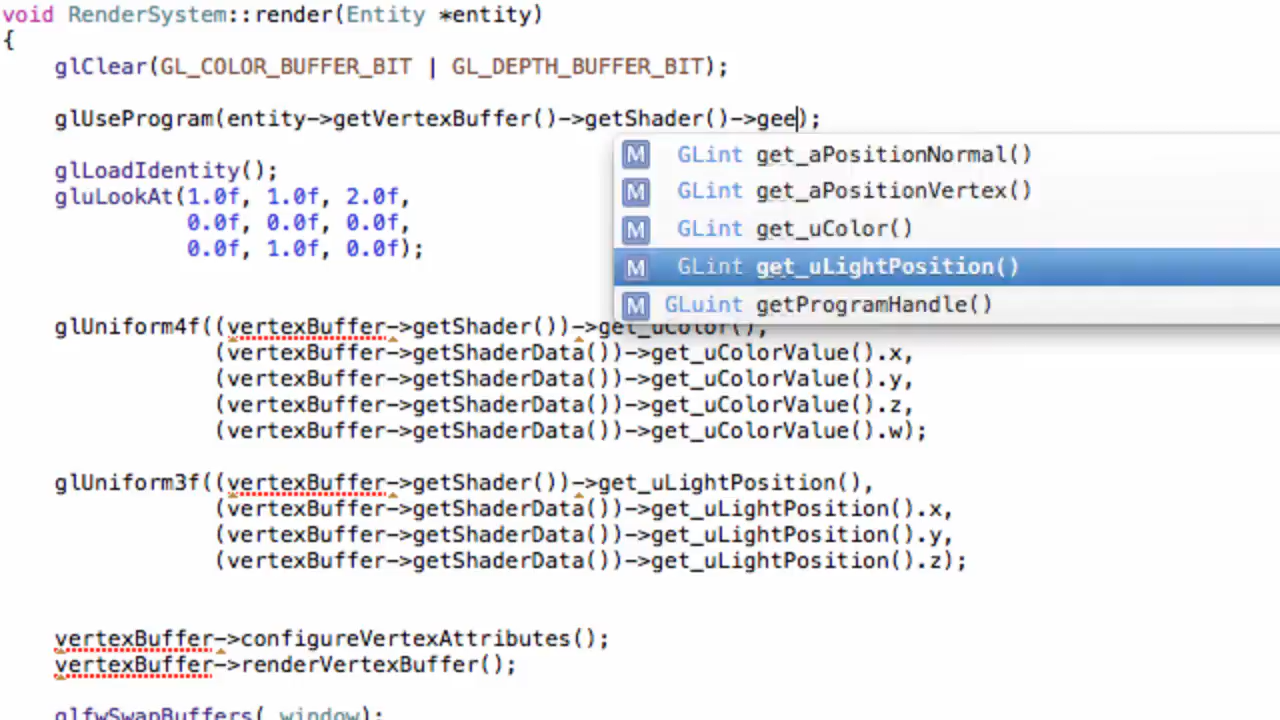 void RenderSystem::render(Entity *entity)
{
glClear(GL_COLOR_BUFFER_BIT | GL_DEPTH_BUFFER_BIT);
glUseProgram(entity->getVertexBuffer()->getShader()->gee);
M GLint get_aPositionNormal()
glLoadIdentity();
M GLint get_aPositionVertex()
gluLookAt(1.0f, 1.0f, 2.0f,
0.0f, 0.0f, 0.0f,
M GLint get_uColor()
0.0f, 1.0f, 0.0f);
M GLint get_uLightPosition()
M GLuint getProgramHandle()
glUniform4f((vertexBuffer->getShader())->get_uColor(),
(vertexBuffer->getShaderData())->get_uColorValue().x,
(vertexBuffer->getShaderData())->get_uColorValue().y,
(vertexBuffer->getShaderData())->get_uColorValue().z,
(vertexBuffer->getShaderData())->get_uColorValue().w);
glUniform3f((vertexBuffer->getShader())->get_uLightPosition(),
(vertexBuffer->getShaderData())->get_uLightPosition().x,
(vertexBuffer->getShaderData())->get_uLightPosition().y,
(vertexBuffer->getShaderData())->get_uLightPosition().z);
vertexBuffer->configureVertexAttributes();
vertexBuffer->renderVertexBuffer();
glfwSwapBuffers(_window);